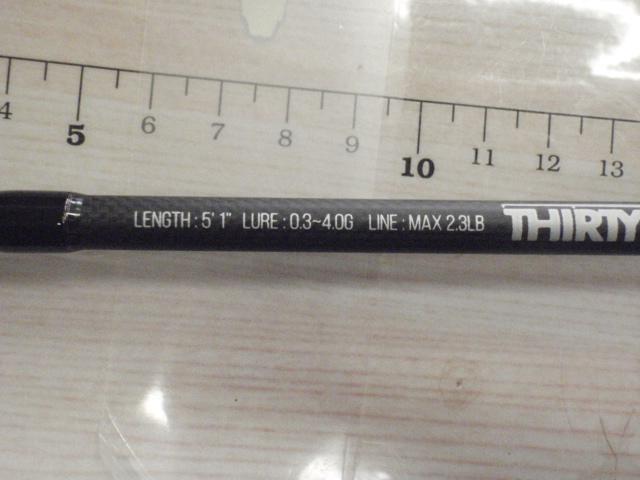 4 5 6 7 8 9 10 11 12 13
LENGTH : 5' 1" LURE : 0.3~4.0G LINE : MAX 2.3LB THIRTY